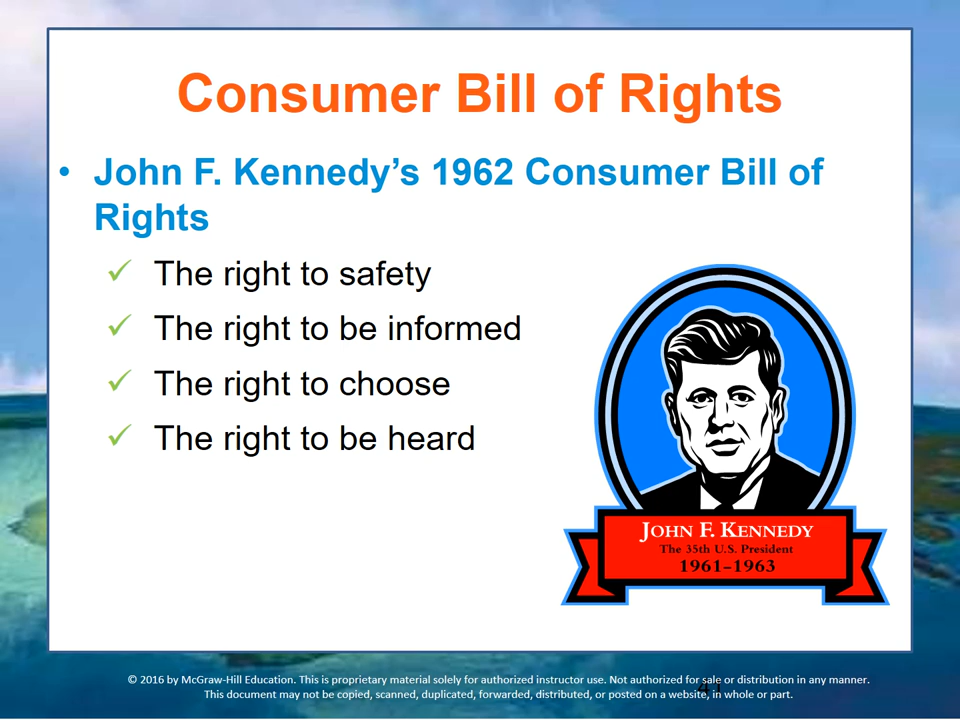 Consumer Bill of Rights
• John F. Kennedy’s 1962 Consumer Bill of
Rights
✓ The right to safety
✓ The right to be informed
✓ The right to choose
✓ The right to be heard
JOHN F. KENNEDY
The 35th U.S. President
1961–1963
© 2016 by McGraw-Hill Education. This is proprietary material solely for authorized instructor use. Not authorized for sale or distribution in any manner.
This document may not be copied, scanned, duplicated, forwarded, distributed, or posted on a website, in whole or part.
41